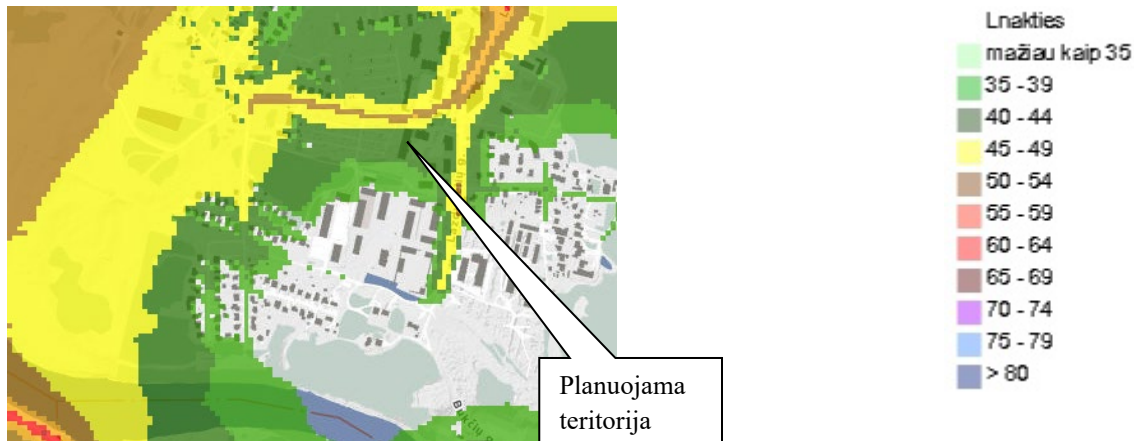 Lnakties
mažiau kaip 35
35 - 39
40 - 44
45 - 49
50 - 54
55 - 59
60 - 64
65 - 69
70 - 74
75 - 79
> 80
Planuojama
teritorija